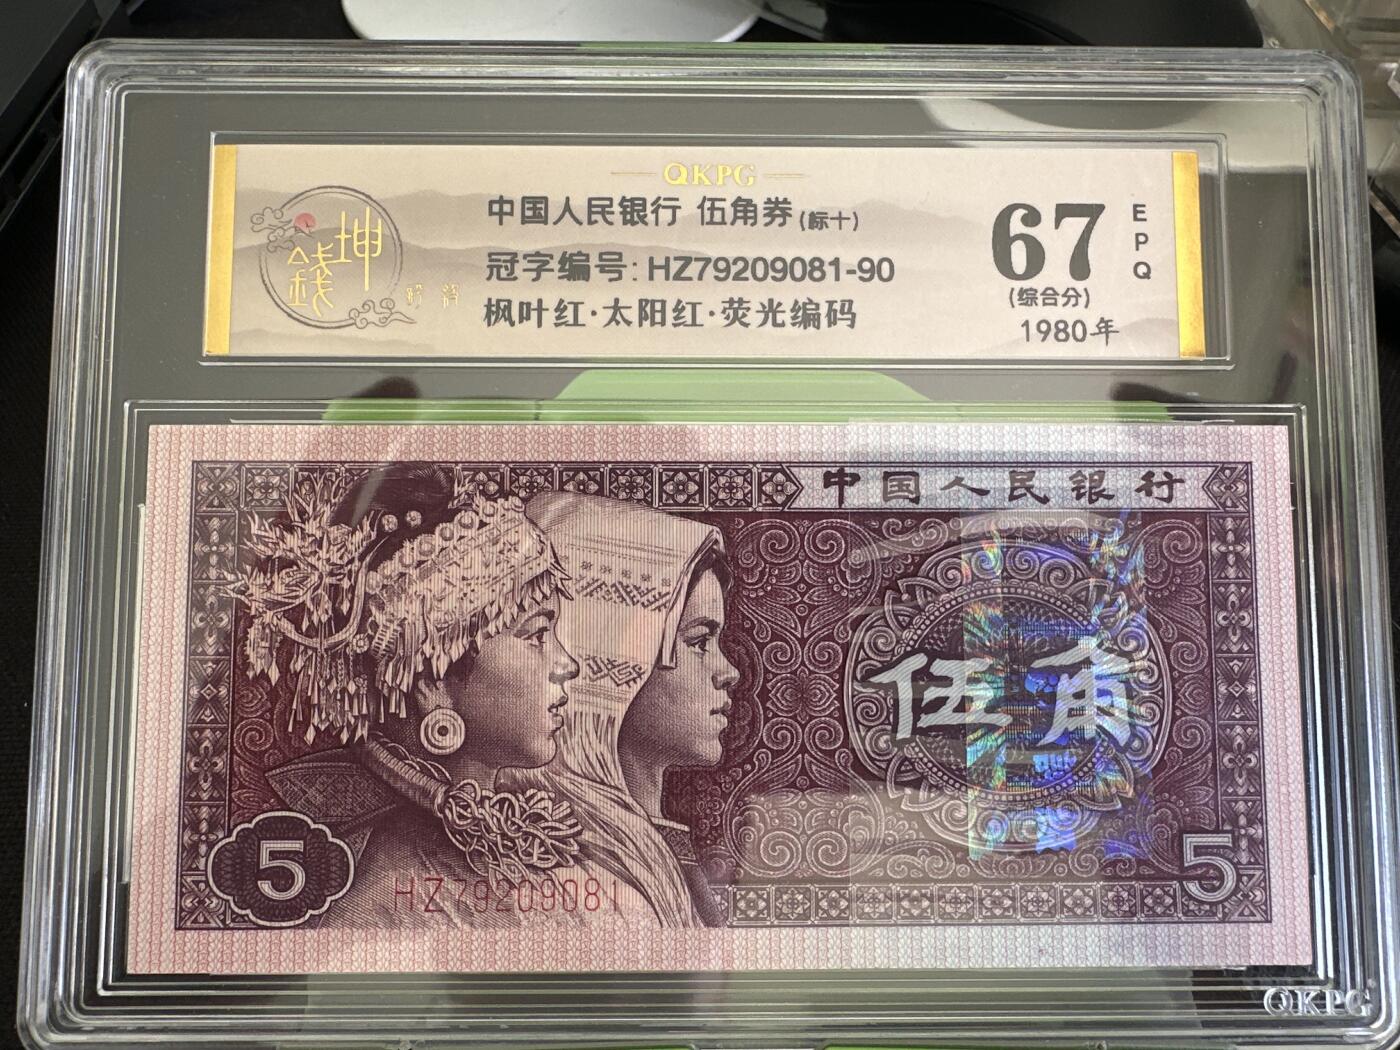 QKPG
中国人民银行 伍角券(标十)
冠字编号: HZ79209081-90
枫叶红·太阳红·荧光编码
坤
錢
67
EPQ
(综合分)
1980年
中国人民银行
伍角
5
5
HZ79209081
QKPG